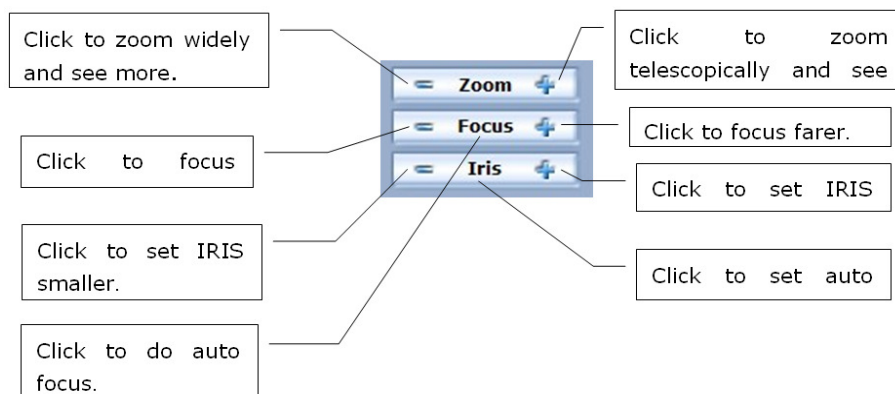 Click to zoom widely
and see more.
Click to zoom
telescopically and see
Zoom
Focus
Iris
Click to focus
Click to focus farer.
Click to set IRIS
Click to set IRIS
smaller.
Click to set auto
Click to do auto
focus.